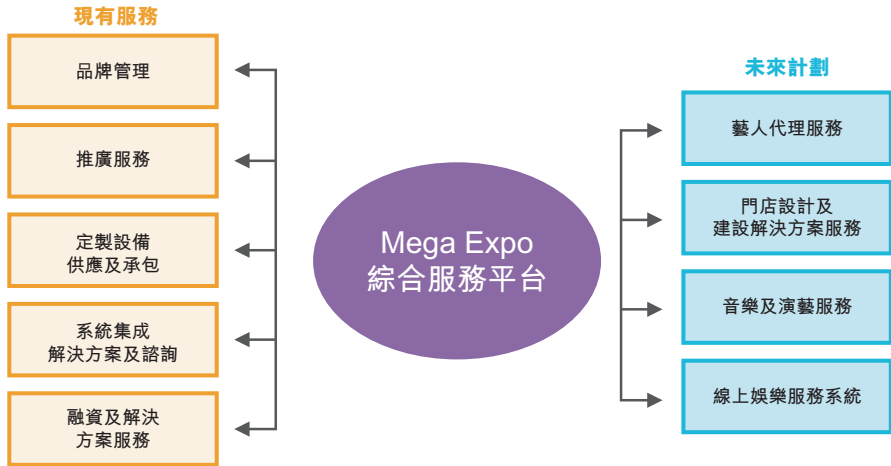 現有服務
品牌管理
推廣服務
定製設備
供應及承包
系統集成
解決方案及諮詢
融資及解決
方案服務
Mega Expo
綜合服務平台
未來計劃
藝人代理服務
門店設計及
建設解決方案服務
音樂及演藝服務
線上娛樂服務系統